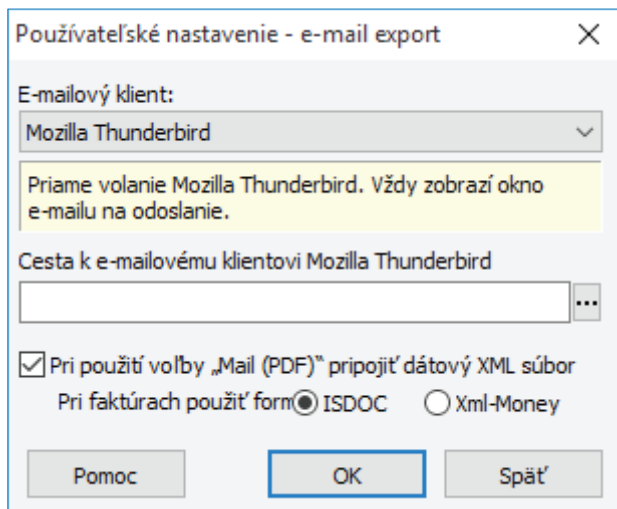 Používateľské nastavenie - e-mail export
E-mailový klient:
Mozilla Thunderbird
Priame volanie Mozilla Thunderbird. Vždy zobrazí okno
e-mailu na odoslanie.
Cesta k e-mailovému klientovi Mozilla Thunderbird
...
Pri použití voľby „Mail (PDF)“ pripojiť dátový XML súbor
Pri faktúrach použiť form ISDOC Xml-Money
Pomoc OK Späť